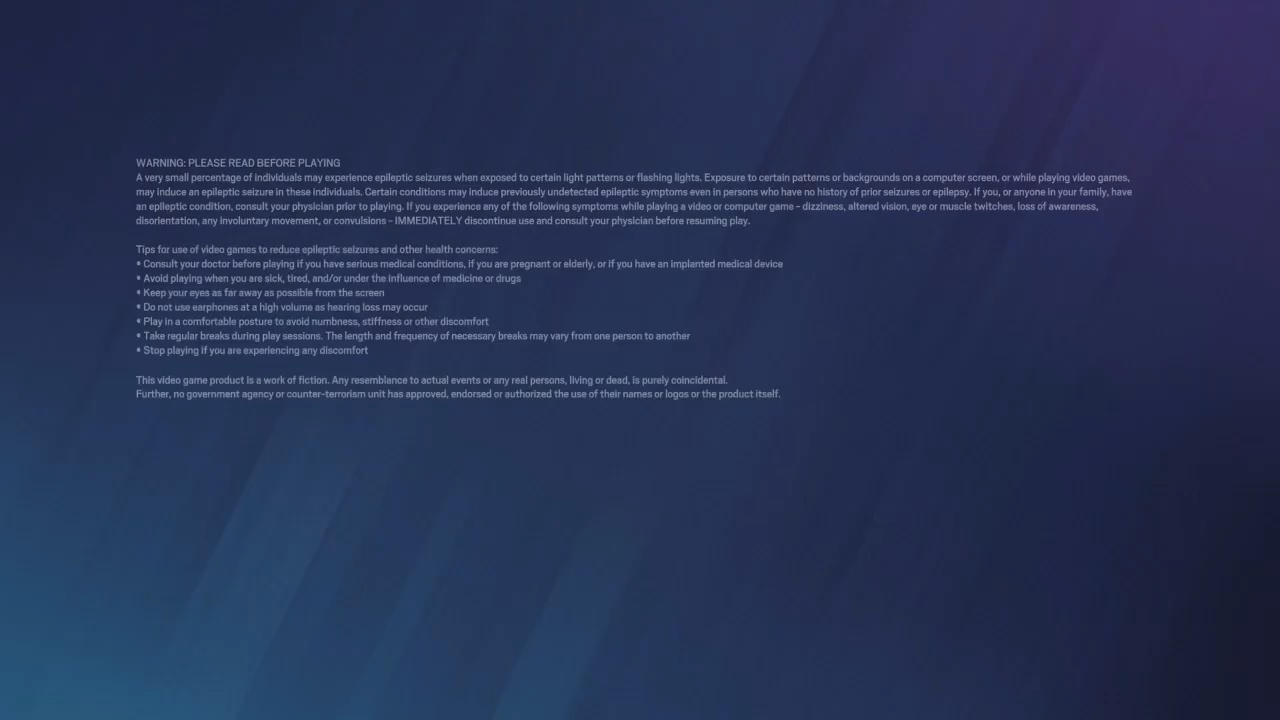 WARNING: PLEASE READ BEFORE PLAYING
A very small percentage of individuals may experience epileptic seizures when exposed to certain light patterns or flashing lights. Exposure to certain patterns or backgrounds on a computer screen, or while playing video games,
may induce an epileptic seizure in these individuals. Certain conditions may induce previously undetected epileptic symptoms even in persons who have no history of prior seizures or epilepsy. If you, or anyone in your family, have
an epileptic condition, consult your physician prior to playing. If you experience any of the following symptoms while playing a video or computer game – dizziness, altered vision, eye or muscle twitches, loss of awareness,
disorientation, any involuntary movement, or convulsions – IMMEDIATELY discontinue use and consult your physician before resuming play.
Tips for use of video games to reduce epileptic seizures and other health concerns:
• Consult your doctor before playing if you have serious medical conditions, if you are pregnant or elderly, or if you have an implanted medical device
• Avoid playing when you are sick, tired, and/or under the influence of medicine or drugs
• Keep your eyes as far away as possible from the screen
• Do not use earphones at a high volume as hearing loss may occur
• Play in a comfortable posture to avoid numbness, stiffness or other discomfort
• Take regular breaks during play sessions. The length and frequency of necessary breaks may vary from one person to another
• Stop playing if you are experiencing any discomfort
This video game product is a work of fiction. Any resemblance to actual events or any real persons, living or dead, is purely coincidental.
Further, no government agency or counter-terrorism unit has approved, endorsed or authorized the use of their names or logos or the product itself.